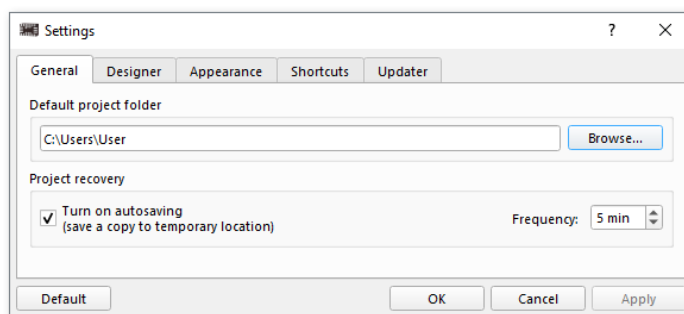 Settings
General Designer Appearance Shortcuts Updater
Default project folder
C:\Users\User Browse...
Project recovery
Turn on autosaving
(save a copy to temporary location)
Frequency: 5 min
Default OK Cancel Apply